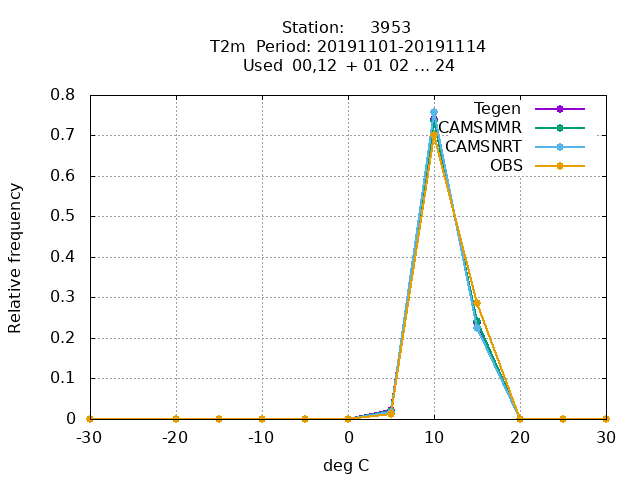 Station: 3953
T2m Period: 20191101-20191114
Used 00,12 + 01 02 ... 24
Relative frequency
0.8
0.7
0.6
0.5
0.4
0.3
0.2
0.1
0
Tegen
CAMSMMR
CAMSNRT
OBS
-30
-20
-10
0
10
20
30
deg C